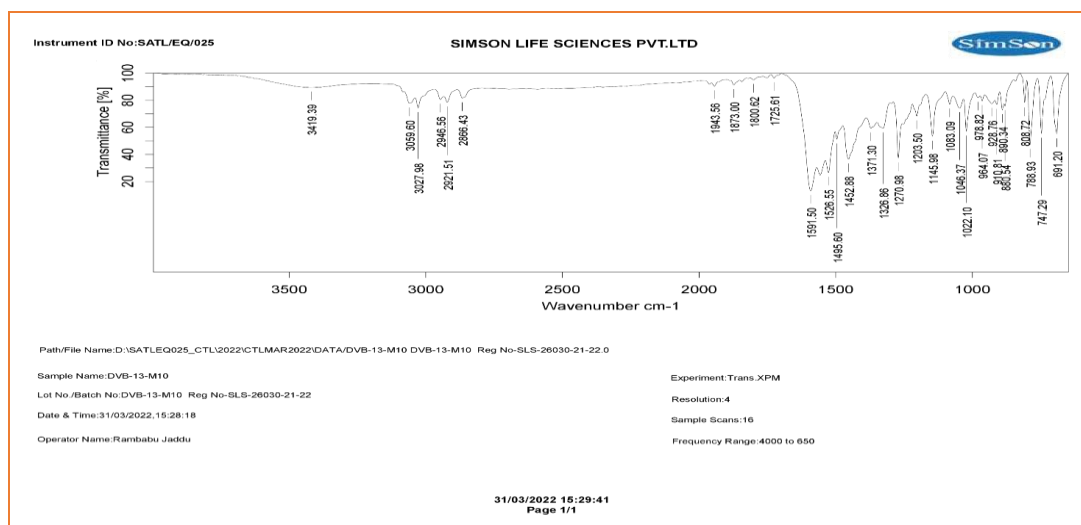 Instrument ID No:SATL/EQ/025
SIMSON LIFE SCIENCES PVT.LTD
SimSon
Transmittance [%]
100
80
60
40
20
3419.39
3059.60
3027.98
2946.56
2921.51
2866.43
1943.56
1873.00
1800.62
1725.61
1591.50
1526.55
1495.60
1452.88
1371.30
1326.86
1270.98
1203.50
1145.98
1083.09
1046.37
1022.10
978.82
964.07
928.76
910.81
890.34
880.54
808.72
788.93
747.29
691.20
3500
3000
2500
2000
1500
1000
Wavenumber cm-1
Path/File Name:D:\SATLEQ025_CTL\2022\CTLMAR2022\DATA/DVB-13-M10 DVB-13-M10 Reg No-SLS-26030-21-22.0
Sample Name:DVB-13-M10
Lot No./Batch No:DVB-13-M10 Reg No-SLS-26030-21-22
Date & Time:31/03/2022,15:28:18
Operator Name:Rambabu Jaddu
Experiment:Trans.XPM
Resolution:4
Sample Scans:16
Frequency Range:4000 to 650
31/03/2022 15:29:41
Page 1/1